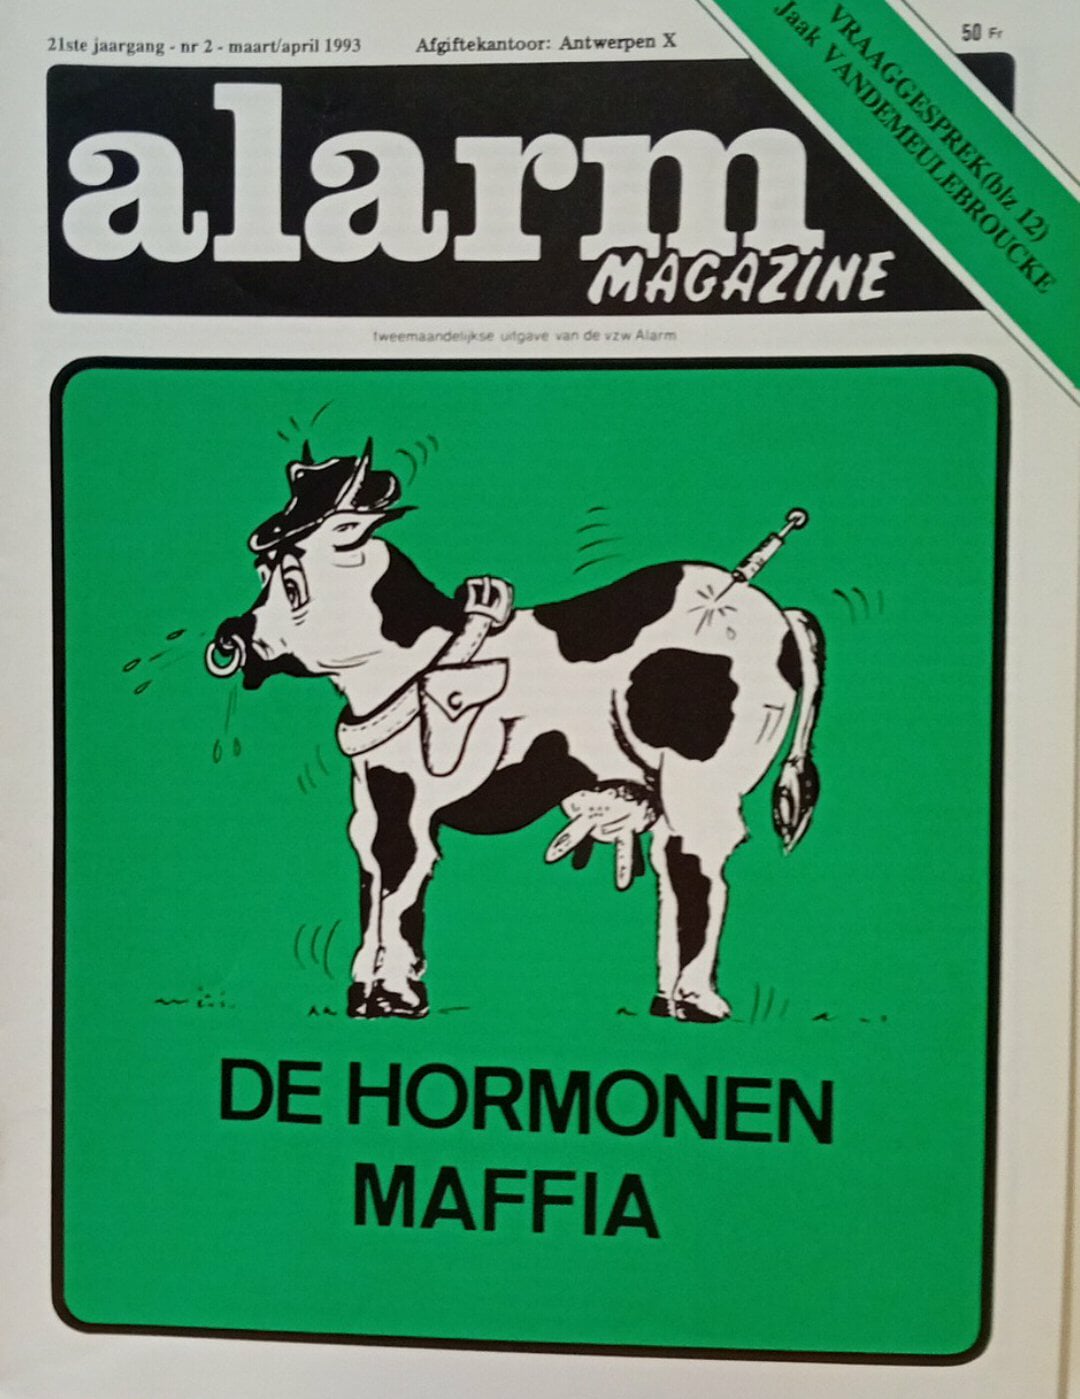 21ste jaargang - nr 2 - maart/april 1993
Afgiftekantoor: Antwerpen X
50 Fr
VRAAGGESPREK(blz 12)
Jaak VANDEMEULEBROUCKE
alarm
MAGAZINE
tweemaandelijkse uitgave van de vzw Alarm
DE HORMONEN
MAFFIA